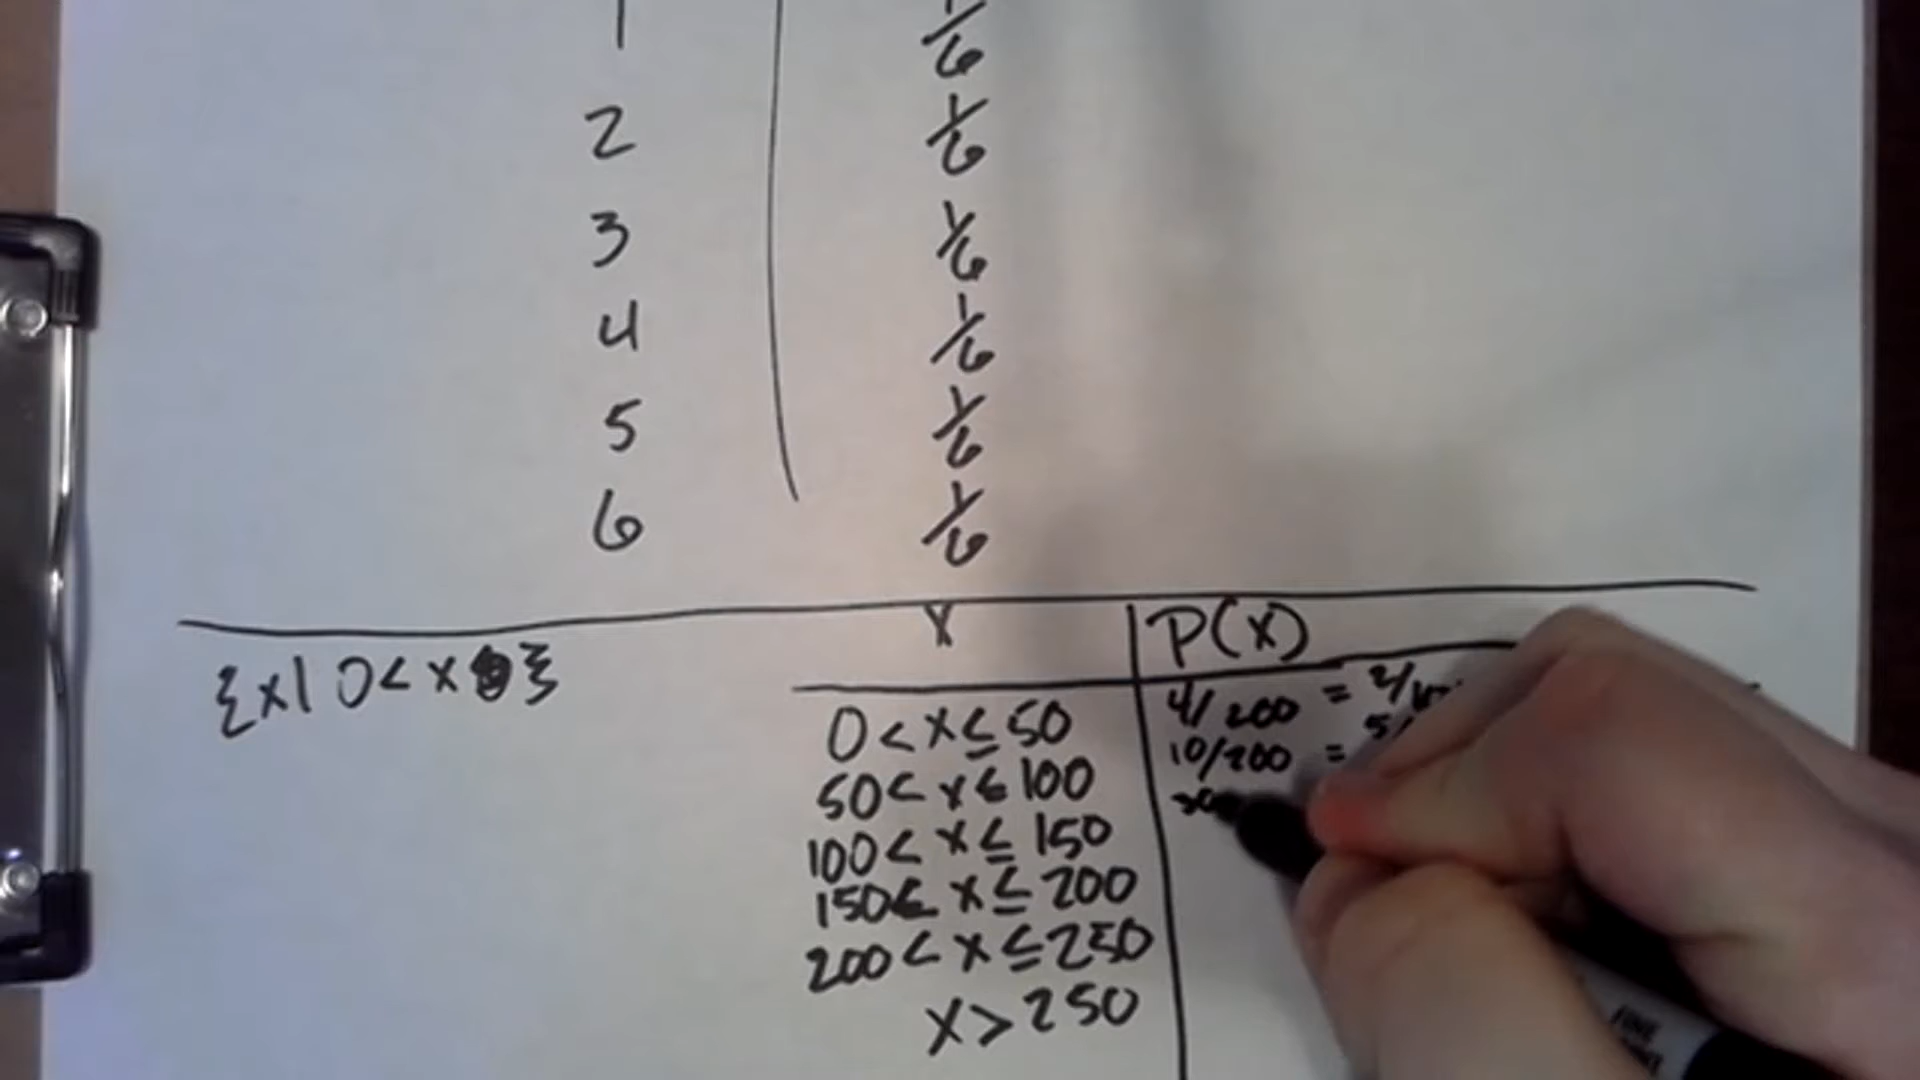 1 1/6
2 1/6
3 1/6
4 1/6
5 1/6
6 1/6
x P(x)
{x| 0<x }
0<x≤50 4/200 = 2/
50<x≤100 10/200 =
100<x≤150
150< x≤200
200<x≤250
x>250